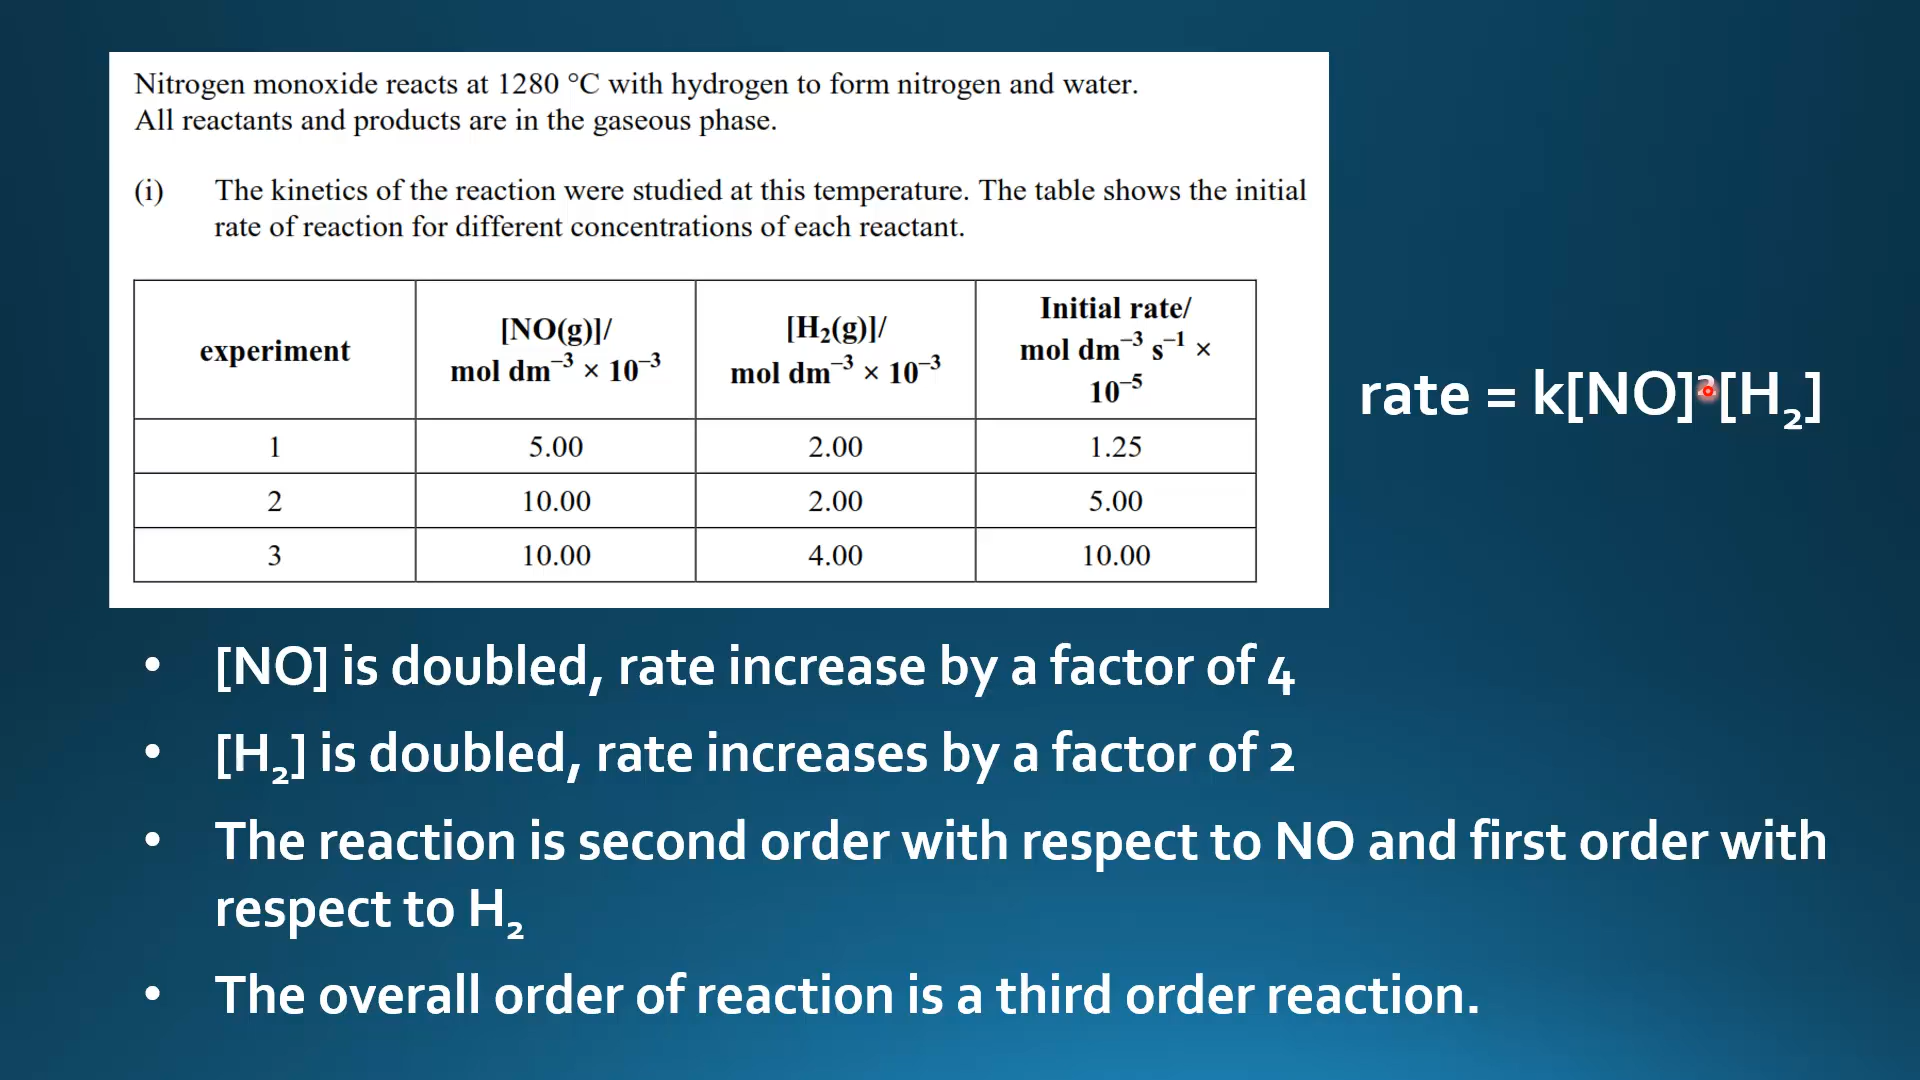 Nitrogen monoxide reacts at 1280 °C with hydrogen to form nitrogen and water.
All reactants and products are in the gaseous phase.
(i) The kinetics of the reaction were studied at this temperature. The table shows the initial
rate of reaction for different concentrations of each reactant.
experiment
[NO(g)]/
mol dm⁻³ × 10⁻³
[H₂(g)]/
mol dm⁻³ × 10⁻³
Initial rate/
mol dm⁻³ s⁻¹ ×
10⁻⁵
1 5.00 2.00 1.25
2 10.00 2.00 5.00
3 10.00 4.00 10.00
rate = k[NO]²[H₂]
• [NO] is doubled, rate increase by a factor of 4
• [H₂] is doubled, rate increases by a factor of 2
• The reaction is second order with respect to NO and first order with
respect to H₂
• The overall order of reaction is a third order reaction.